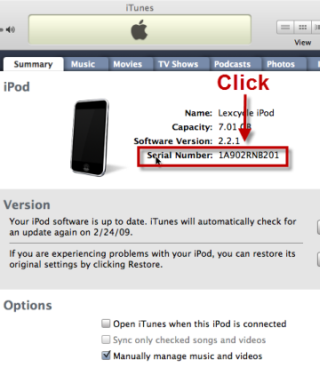 iTunes
View
Summary Music Movies TV Shows Podcasts Photos
Click
iPod
Name: Lexcycle iPod
Capacity: 7.01
Software Version: 2.2.1
Serial Number: 1A902RNB201
Version
Your iPod software is up to date. iTunes will automatically check for
an update again on 2/24/09.
If you are experiencing problems with your iPod, you can restore its
original settings by clicking Restore.
Options
Open iTunes when this iPod is connected
Sync only checked songs and videos
Manually manage music and videos